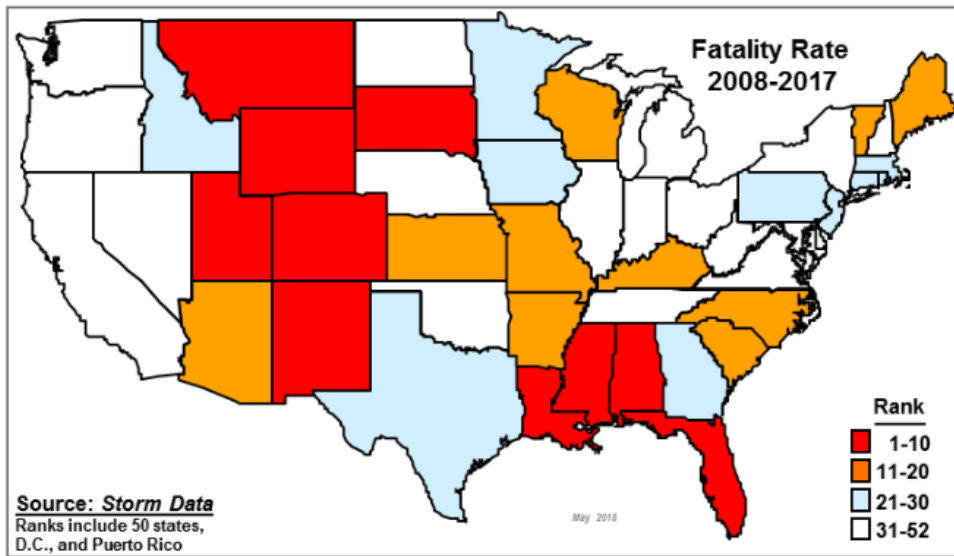 Fatality Rate
2008-2017
Rank
1-10
11-20
21-30
31-52
Source: Storm Data
Ranks include 50 states,
D.C., and Puerto Rico
May 2018